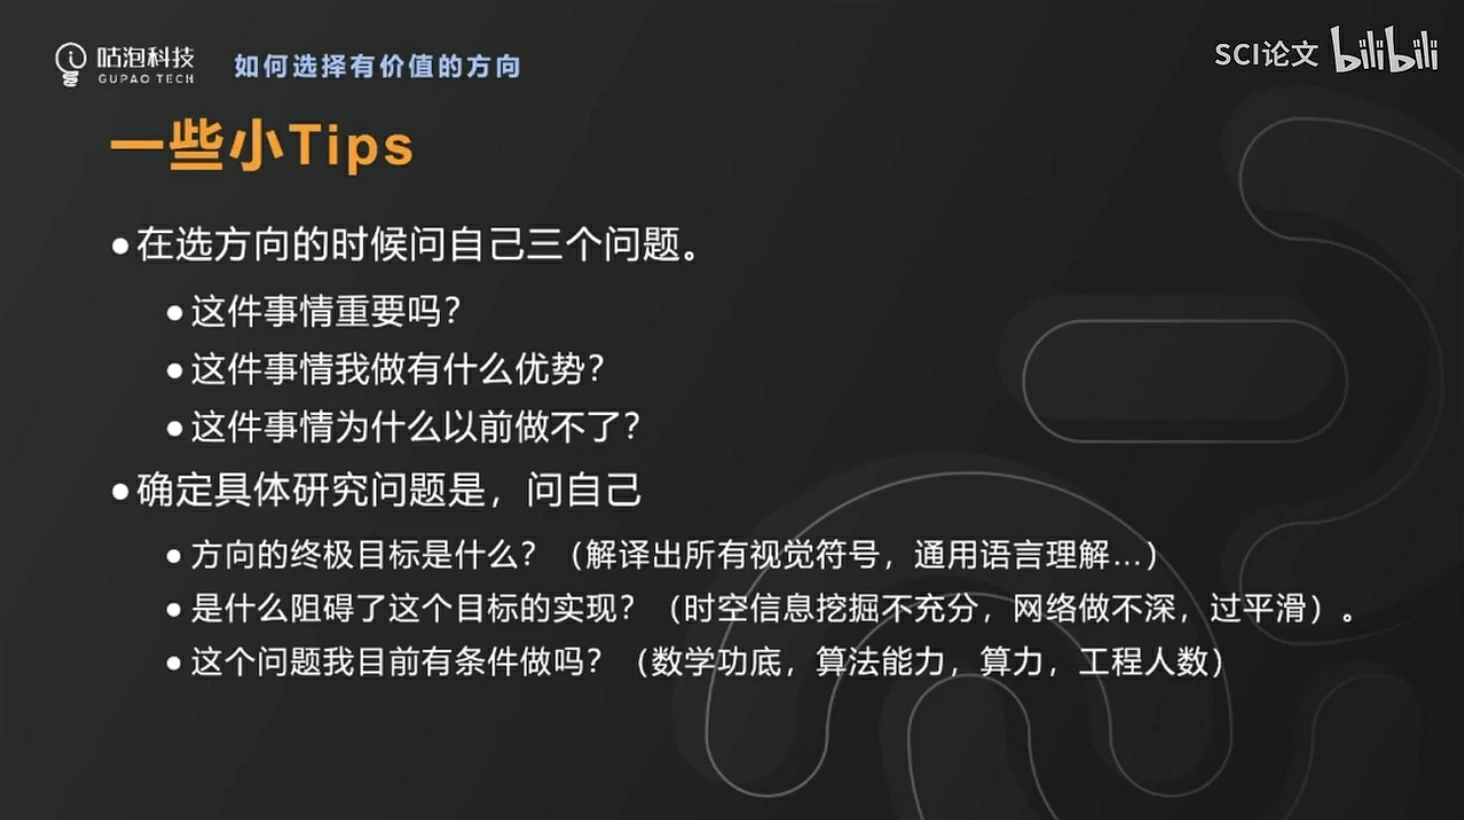 咕泡科技
GUPAO TECH
如何选择有价值的方向
SCI论文 bilibili
一些小Tips
●在选方向的时候问自己三个问题。
●这件事情重要吗?
●这件事情我做有什么优势?
●这件事情为什么以前做不了?
●确定具体研究问题是，问自己
●方向的终极目标是什么？（解译出所有视觉符号，通用语言理解...）
●是什么阻碍了这个目标的实现？（时空信息挖掘不充分，网络做不深，过平滑）。
●这个问题我目前有条件做吗？（数学功底，算法能力，算力，工程人数）